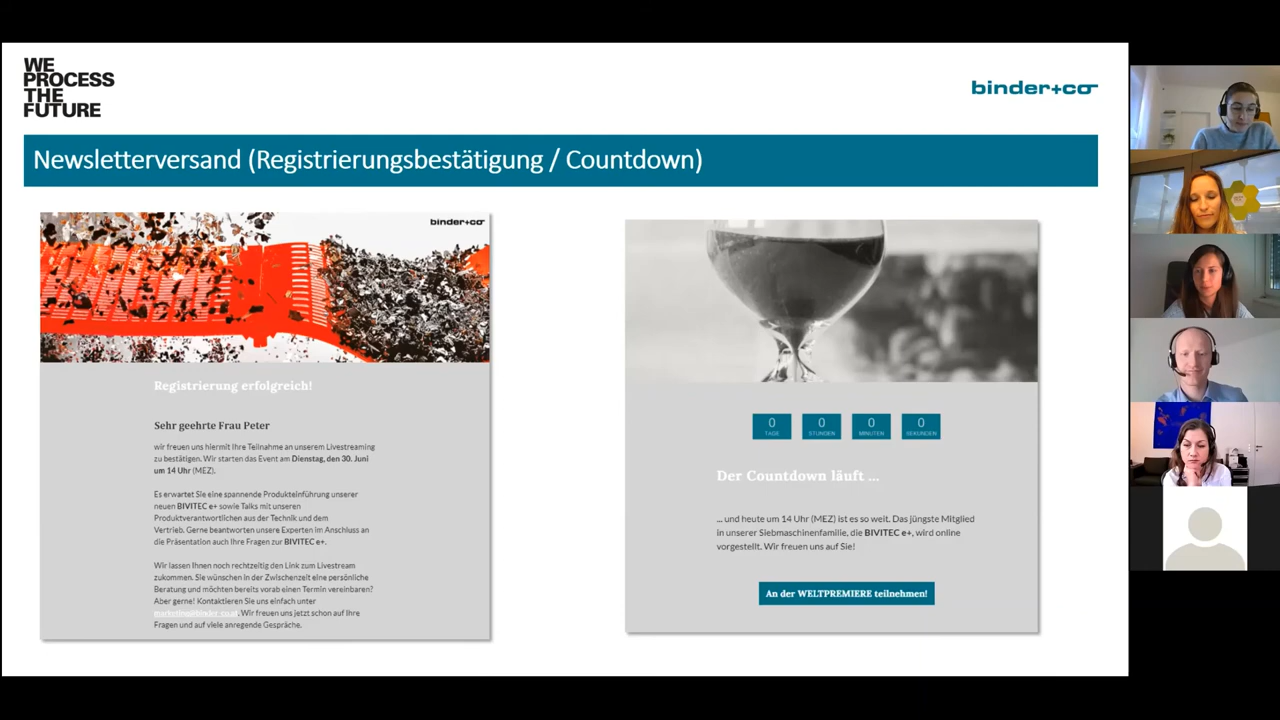 WE
PROCESS
THE
FUTURE
binder+co
Newsletterversand (Registrierungsbestätigung / Countdown)
binder+co
Registrierung erfolgreich!
Sehr geehrte Frau Peter
wir freuen uns hiermit Ihre Teilnahme an unserem Livestreaming
zu bestätigen. Wir starten das Event am Dienstag, den 30. Juni
um 14 Uhr (MEZ).
Es erwartet Sie eine spannende Produkteinführung unserer
neuen BIVITEC e+ sowie Talks mit unseren
Produktverantwortlichen aus der Technik und dem
Vertrieb. Gerne beantworten unsere Experten im Anschluss an
die Präsentation auch Ihre Fragen zur BIVITEC e+.
Wir lassen Ihnen noch rechtzeitig den Link zum Livestream
zukommen. Sie wünschen in der Zwischenzeit eine persönliche
Beratung und möchten bereits vorab einen Termin vereinbaren?
Aber gerne! Kontaktieren Sie uns einfach unter
marketing@binder-co.at. Wir freuen uns jetzt schon auf Ihre
Fragen und auf viele anregende Gespräche.
0 0 0 0
TAGE STUNDEN MINUTEN SEKUNDEN
Der Countdown läuft ...
... und heute um 14 Uhr (MEZ) ist es so weit. Das jüngste Mitglied
in unserer Siebmaschinenfamilie, die BIVITEC e+, wird online
vorgestellt. Wir freuen uns auf Sie!
An der WELTPREMIERE teilnehmen!